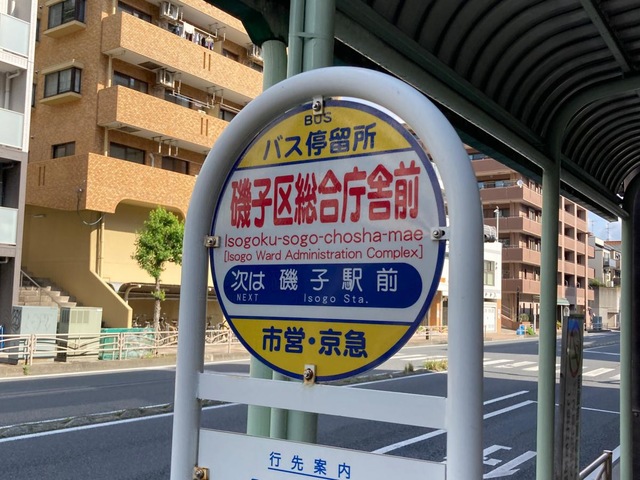 BUS
バス停留所
磯子区総合庁舎前
Isogoku-sogo-chosha-mae
[Isogo Ward Administration Complex]
次は 磯子駅前
NEXT Isogo Sta.
市営・京急
行先案内